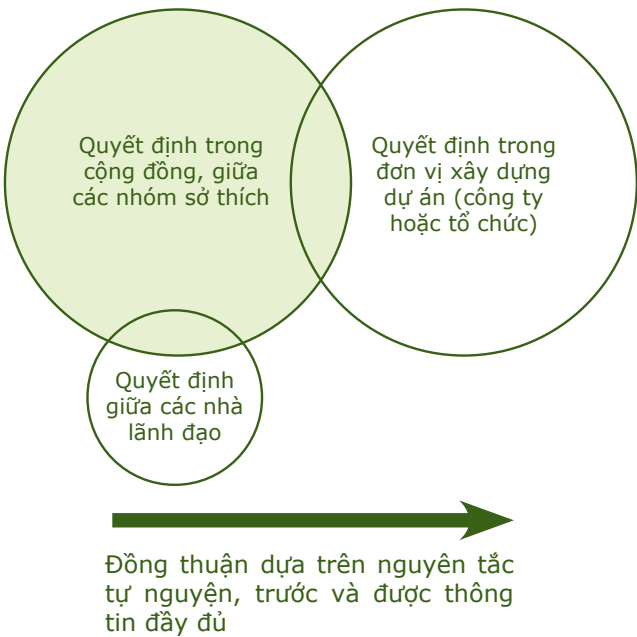 Quyết định trong
cộng đồng, giữa
các nhóm sở thích
Quyết định trong
đơn vị xây dựng
dự án (công ty
hoặc tổ chức)
Quyết định
giữa các nhà
lãnh đạo
Đồng thuận dựa trên nguyên tắc
tự nguyện, trước và được thông
tin đầy đủ